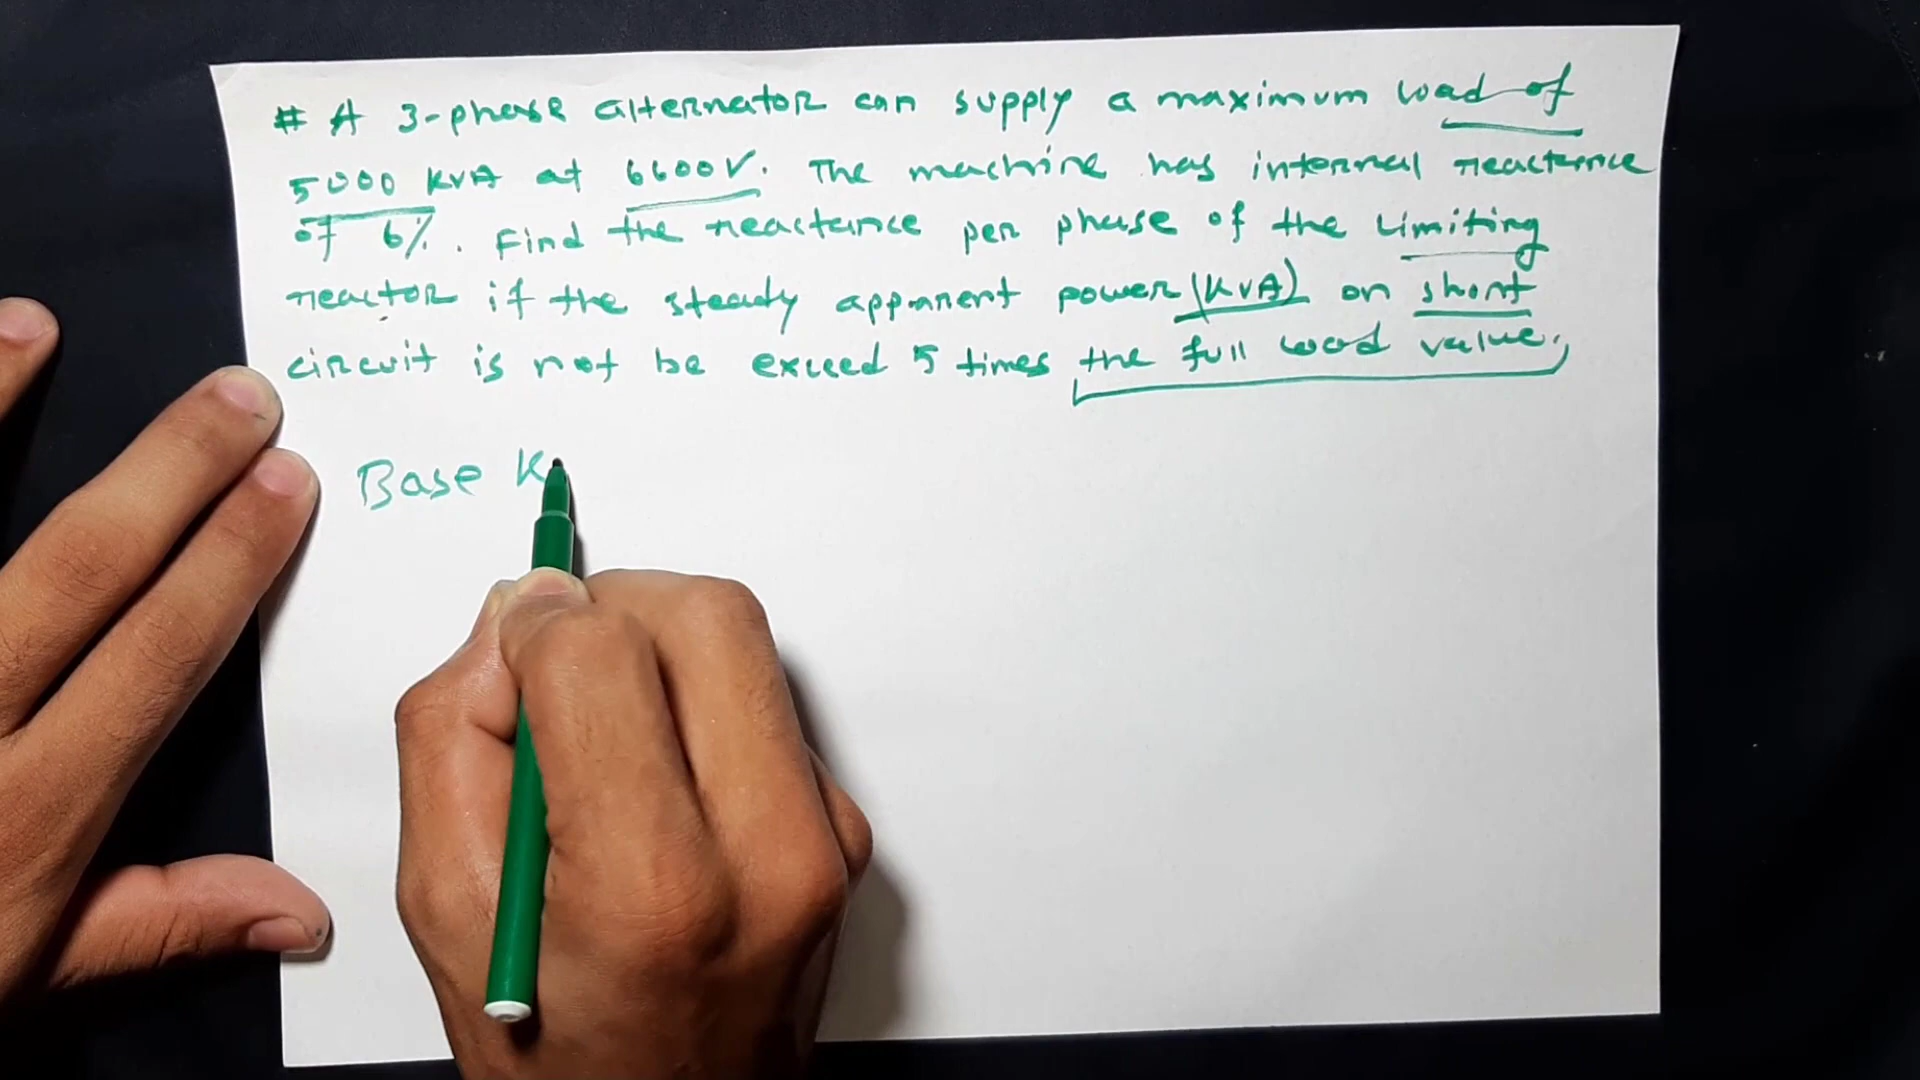 # A 3-phase alternator can supply a maximum load of
5000 KVA at 6600V. The machine has internal reactance
of 6%. Find the reactance per phase of the limiting
reactor if the steady apparent power (KVA) on short
circuit is not be exceed 5 times the full load value.
Base K